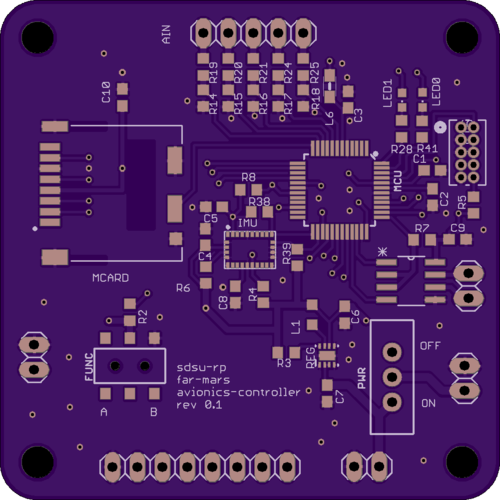 AIN
R19
R20
R21
R24
R25
R14
R15
R16
R17
R18
L6
C3
C10
LED1
LED0
R28
R41
C1
MCU
C2
R5
R8
R38
C5
IMU
R7
C9
C4
R39
MCARD
R6
C8
R4
R2
L1
C6
OFF
FUNC
R3
REG
PWR
A
B
C7
ON
sdsu-rp
far-mars
avionics-controller
rev 0.1